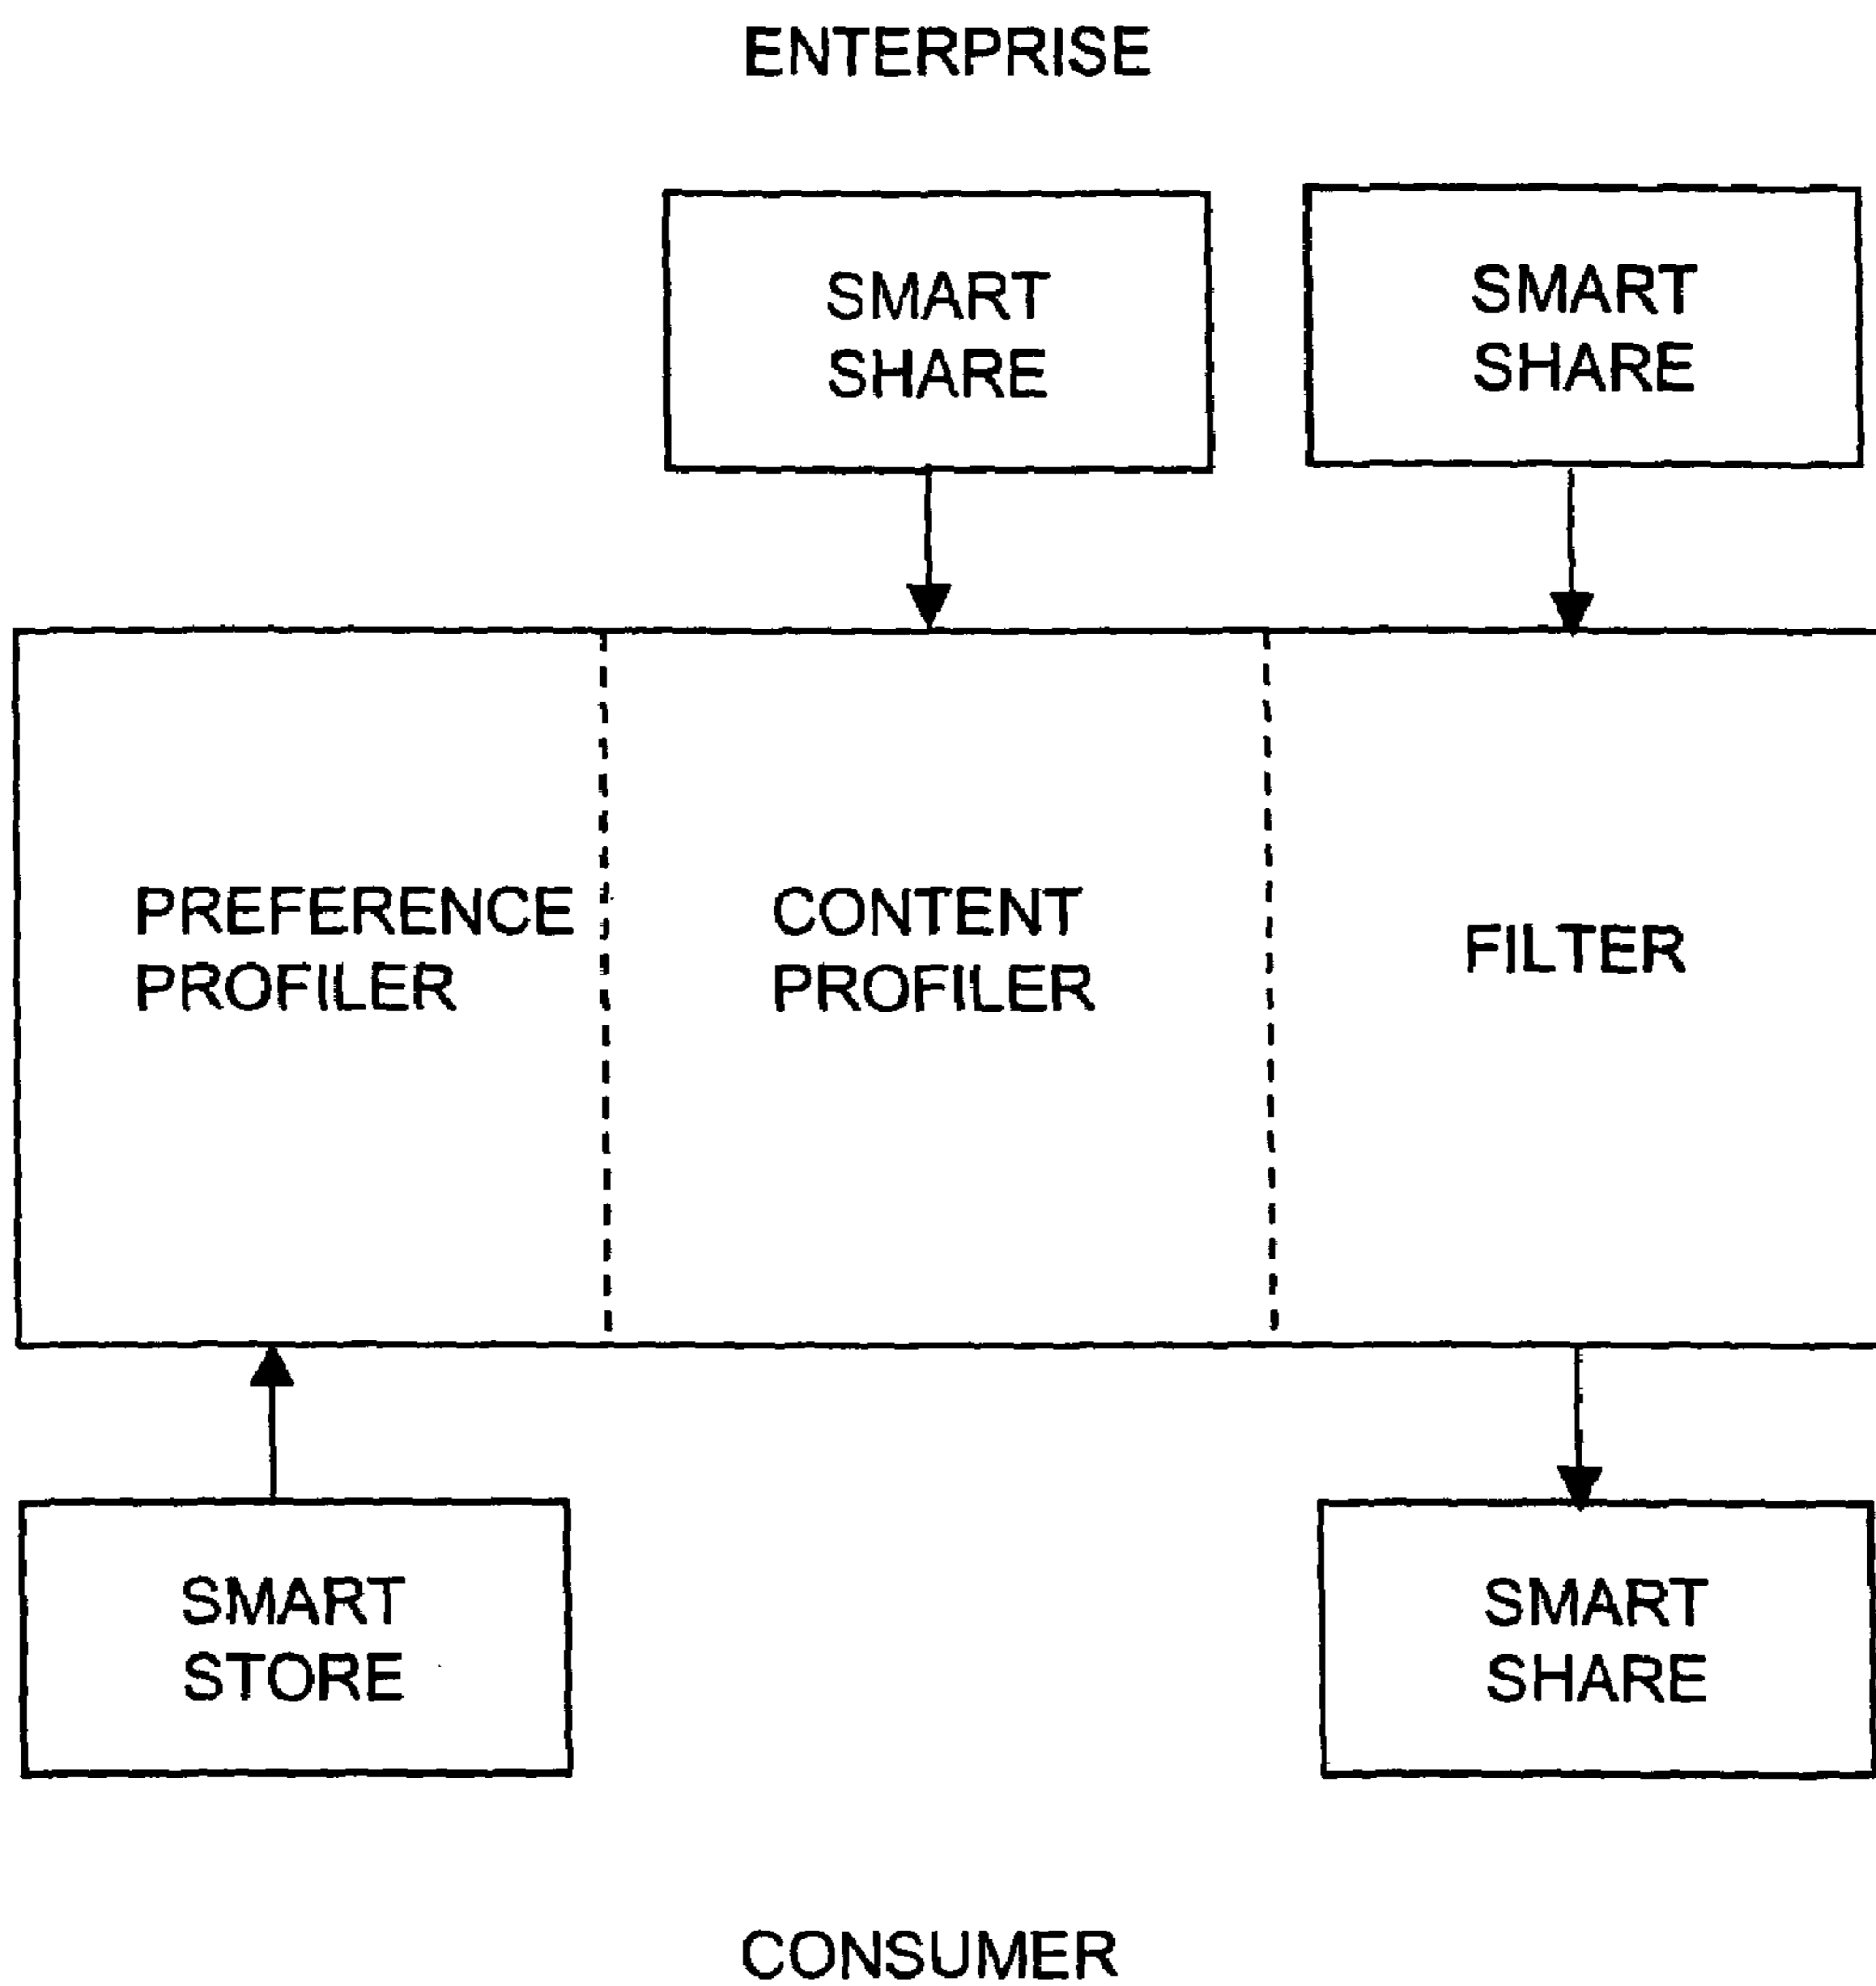 ENTERPRISE
SMART
SHARE
SMART
SHARE
PREFERENCE
PROFILER
CONTENT
PROFILER
FILTER
SMART
STORE
SMART
SHARE
CONSUMER